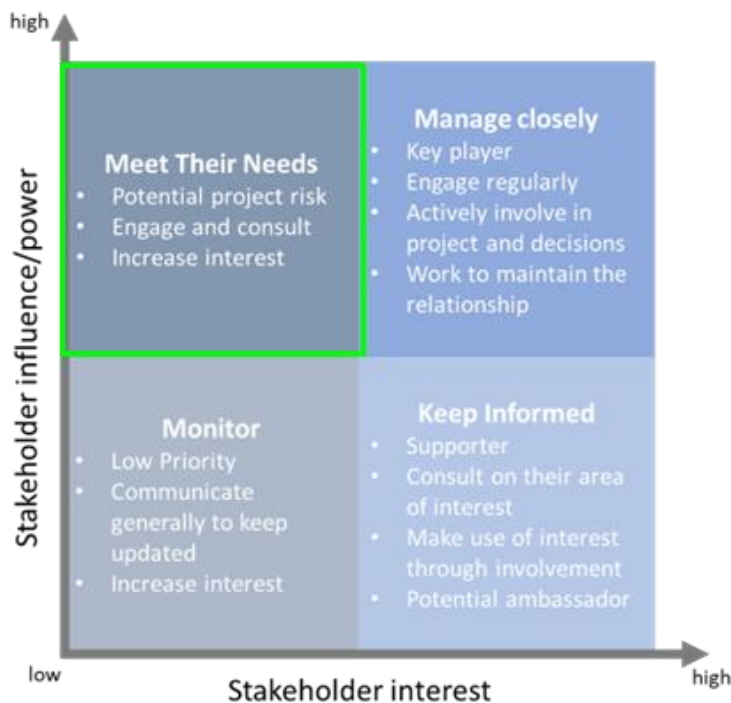 high
Stakeholder influence/power
Meet Their Needs
• Potential project risk
• Engage and consult
• Increase interest
Manage closely
• Key player
• Engage regularly
• Actively involve in
project and decisions
• Work to maintain the
relationship
Monitor
• Low Priority
• Communicate
generally to keep
updated
• Increase interest
Keep Informed
• Supporter
• Consult on their area
of interest
• Make use of interest
through involvement
• Potential ambassador
low
Stakeholder interest
high